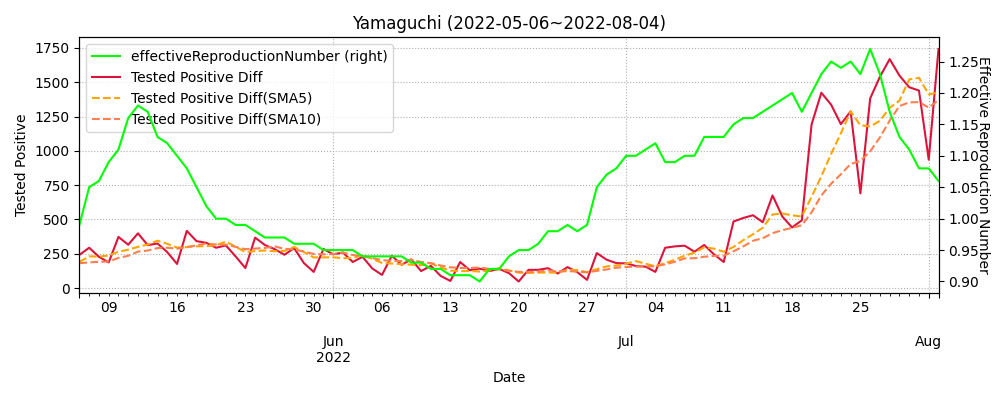 Yamaguchi (2022-05-06~2022-08-04)
effectiveReproductionNumber (right)
Tested Positive Diff
Tested Positive Diff(SMA5)
Tested Positive Diff(SMA10)
Tested Positive
1750
1500
1250
1000
750
500
250
0
Effective Reproduction Number
1.25
1.20
1.15
1.10
1.05
1.00
0.95
0.90
09 16 23 30 06 13 20 27 04 11 18 25
Jun Jul Aug
2022
Date